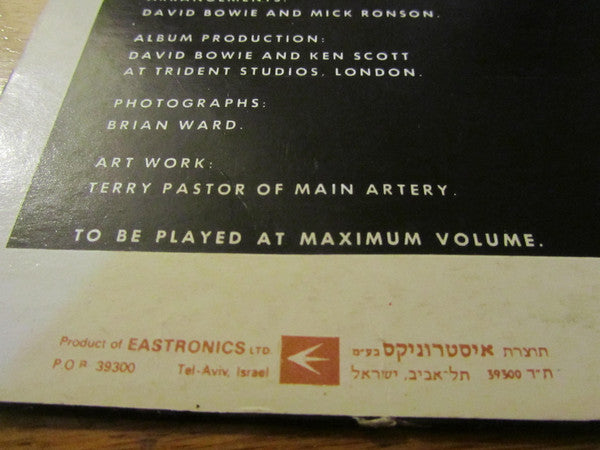 ARRANGEMENTS:
DAVID BOWIE AND MICK RONSON.
ALBUM PRODUCTION:
DAVID BOWIE AND KEN SCOTT
AT TRIDENT STUDIOS, LONDON.
PHOTOGRAPHS:
BRIAN WARD.
ART WORK:
TERRY PASTOR OF MAIN ARTERY.
TO BE PLAYED AT MAXIMUM VOLUME.
Product of EASTRONICS LTD
P.O.B. 39300 Tel-Aviv, Israel
תוצרת איסטרוניקס בע״מ
ת״ד 39300 תל-אביב, ישראל